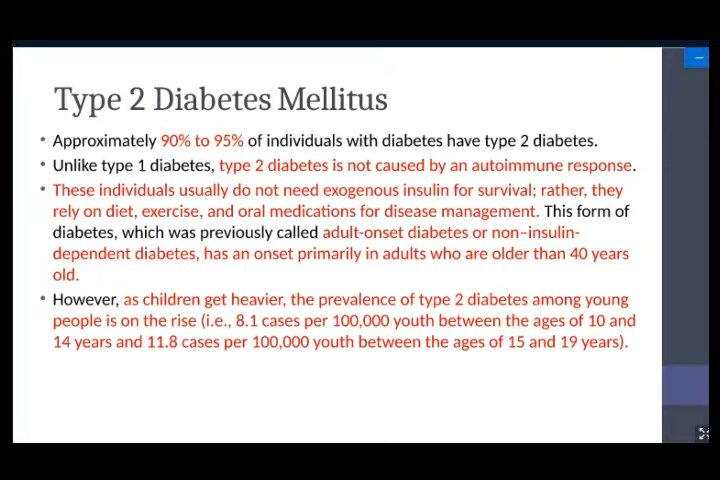 Type 2 Diabetes Mellitus
• Approximately 90% to 95% of individuals with diabetes have type 2 diabetes.
• Unlike type 1 diabetes, type 2 diabetes is not caused by an autoimmune response.
• These individuals usually do not need exogenous insulin for survival; rather, they
rely on diet, exercise, and oral medications for disease management. This form of
diabetes, which was previously called adult-onset diabetes or non–insulin-
dependent diabetes, has an onset primarily in adults who are older than 40 years
old.
• However, as children get heavier, the prevalence of type 2 diabetes among young
people is on the rise (i.e., 8.1 cases per 100,000 youth between the ages of 10 and
14 years and 11.8 cases per 100,000 youth between the ages of 15 and 19 years).